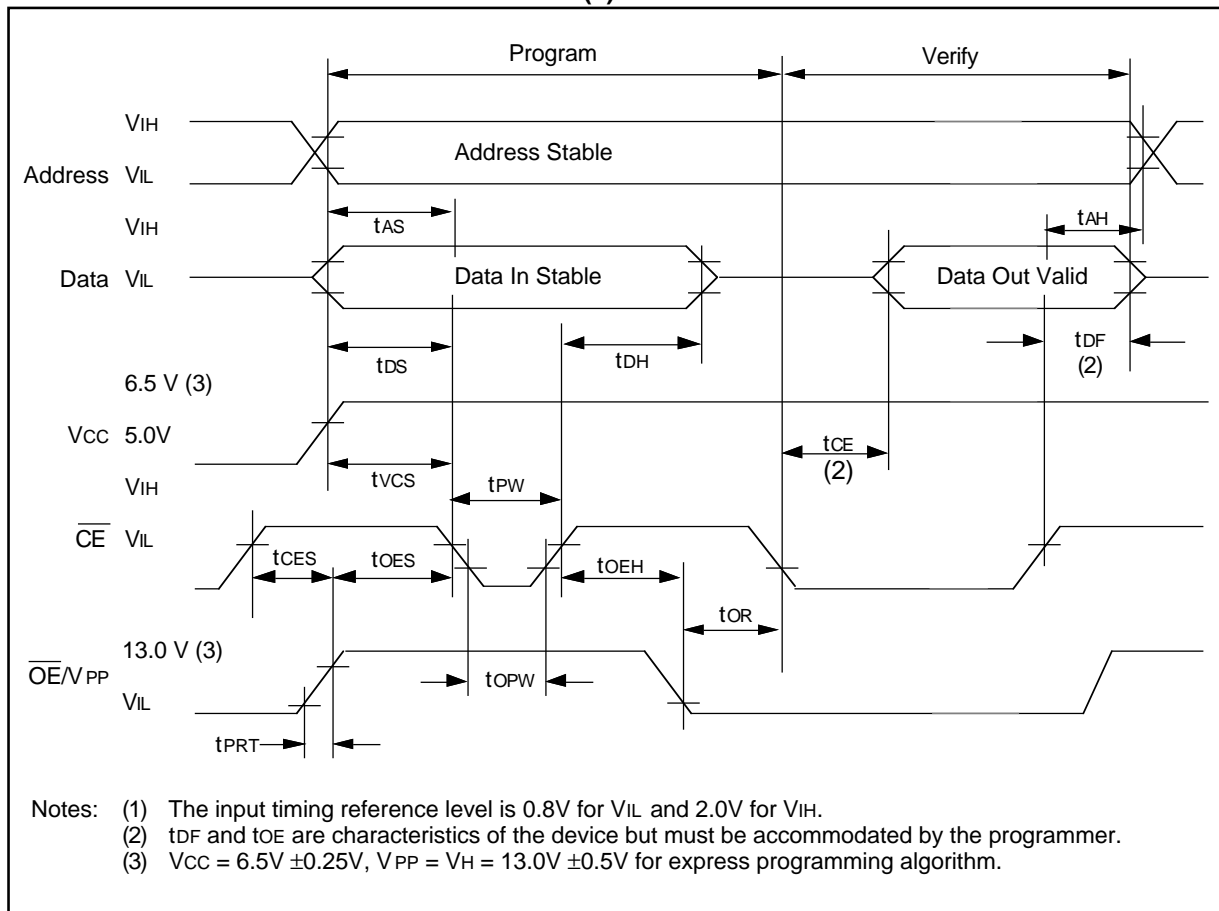 (1)
Program
Verify
VIH
Address Stable
Address VIL
VIH
tAS
tAH
Data VIL
Data In Stable
Data Out Valid
tDS
tDH
tDF
(2)
6.5 V (3)
VCC 5.0V
tCE
(2)
VIH
tVCS
tPW
CE VIL
tCES
tOES
tOEH
tOR
13.0 V (3)
OE/VPP
tOPW
VIL
tPRT
Notes: (1) The input timing reference level is 0.8V for VIL and 2.0V for VIH.
(2) tDF and tOE are characteristics of the device but must be accommodated by the programmer.
(3) VCC = 6.5V ±0.25V, VPP = VH = 13.0V ±0.5V for express programming algorithm.